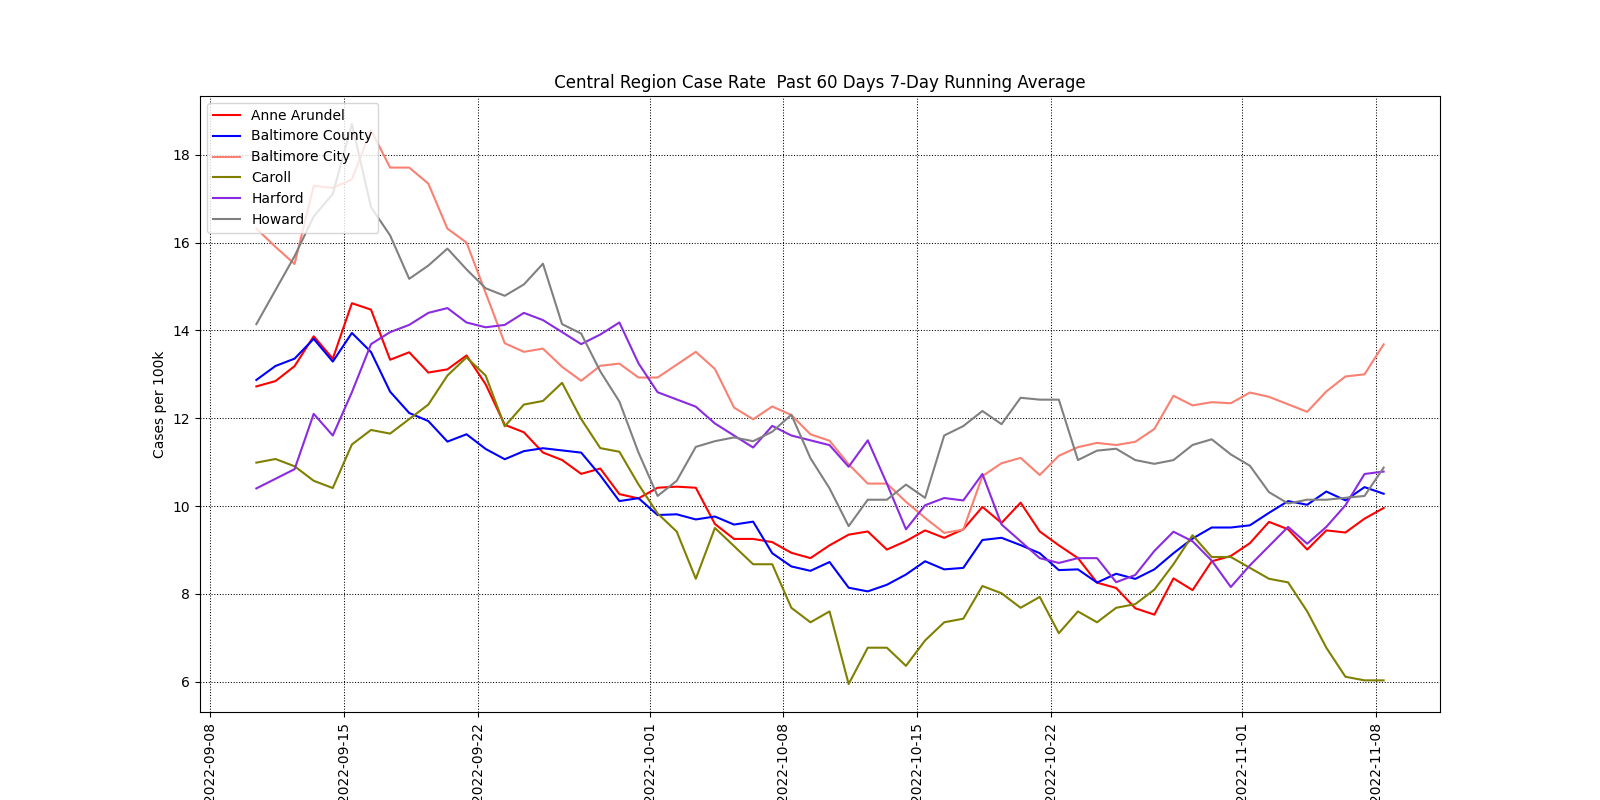 Central Region Case Rate  Past 60 Days 7-Day Running Average
Anne Arundel
Baltimore County
Baltimore City
Caroll
Harford
Howard
Cases per 100k
18
16
14
12
10
8
6
2022-09-08
2022-09-15
2022-09-22
2022-10-01
2022-10-08
2022-10-15
2022-10-22
2022-11-01
2022-11-08